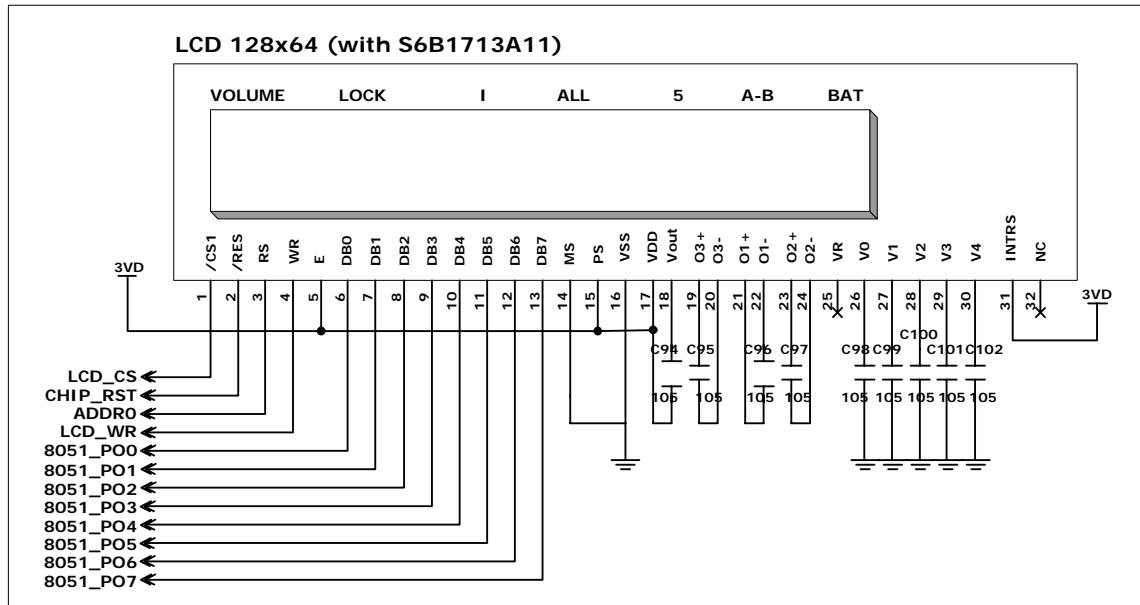 LCD 128x64 (with S6B1713A11)
VOLUME LOCK I ALL 5 A-B BAT
/CS1 /RES RS WR E DB0 DB1 DB2 DB3 DB4 DB5 DB6 DB7 MS PS VSS VDD Vout O3+ O3- O1+ O1- O2+ O2- VR V0 V1 V2 V3 V4 INTRS NC
3VD
1 2 3 4 5 6 7 8 9 10 11 12 13 14 15 16 17 18 19 20 21 22 23 24 25 26 27 28 29 30 31 32
3VD
C100
C94 C95 C96 C97 C98 C99 C101 C102
LCD_CS
CHIP_RST
105 105 105 105 105 105 105 105 105
ADDR0
LCD_WR
8051_PO0
8051_PO1
8051_PO2
8051_PO3
8051_PO4
8051_PO5
8051_PO6
8051_PO7